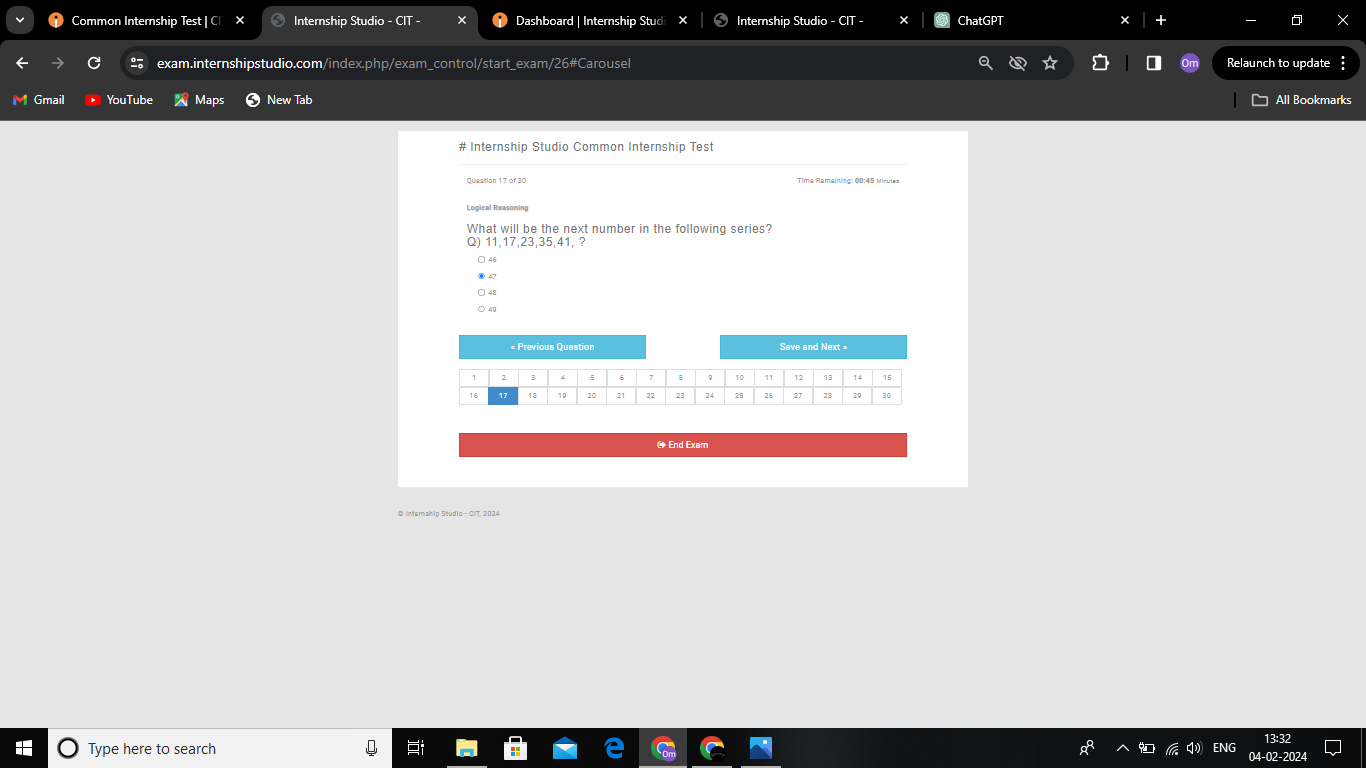 Common Internship Test | CI
Internship Studio - CIT -
Dashboard | Internship Studi
Internship Studio - CIT -
ChatGPT
exam.internshipstudio.com/index.php/exam_control/start_exam/26#Carousel
Om
Relaunch to update
Gmail
YouTube
Maps
New Tab
All Bookmarks
# Internship Studio Common Internship Test
Question 17 of 30
Time Remaining: 00:45 Minutes
Logical Reasoning
What will be the next number in the following series?
Q) 11,17,23,35,41, ?
46
47
48
49
« Previous Question
Save and Next »
1 2 3 4 5 6 7 8 9 10 11 12 13 14 15
16 17 18 19 20 21 22 23 24 25 26 27 28 29 30
End Exam
© Internship Studio - CIT, 2024
Type here to search
Om
ENG
13:32
04-02-2024